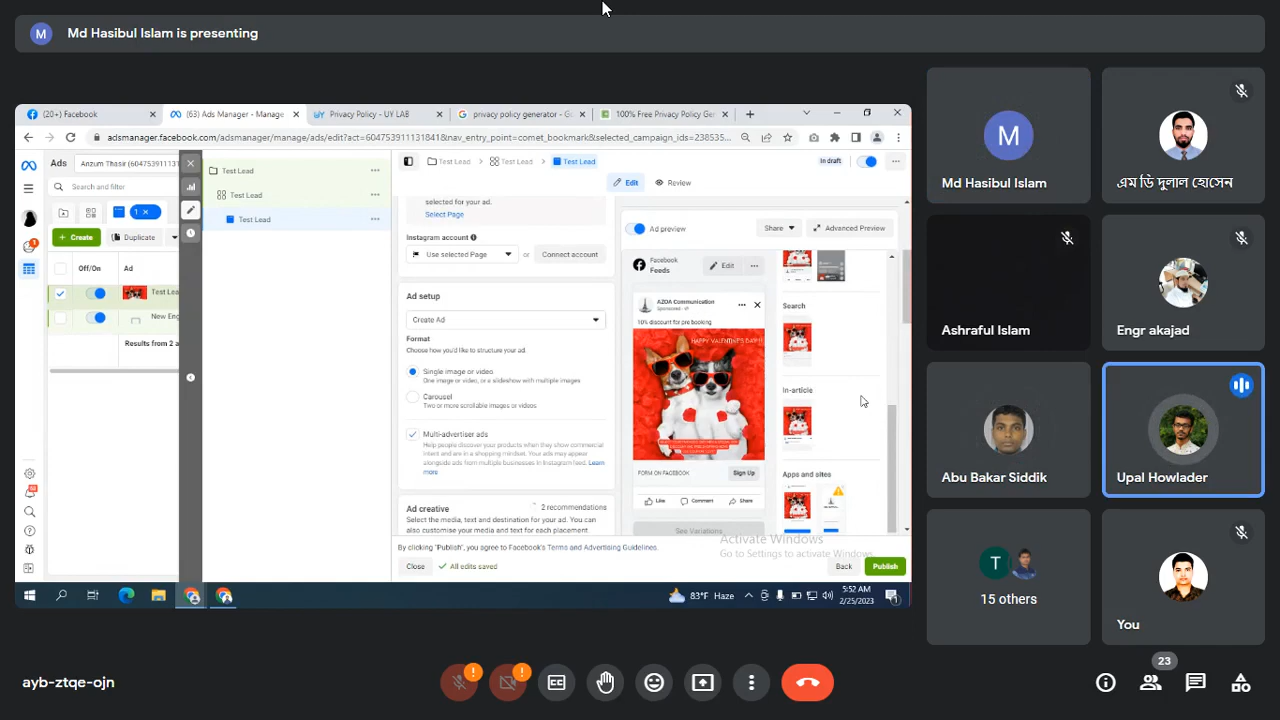 M
Md Hasibul Islam is presenting
(20+) Facebook
(63) Ads Manager - Manage
Privacy Policy - UY LAB
privacy policy generator - Go
100% Free Privacy Policy Ge
adsmanager.facebook.com/adsmanager/manage/ads/edit?act=604753911131841&nav_entry_point=comet_bookmark&selected_campaign_ids=238535
Ads
Search and filter
1
Create
Duplicate
Off/On
Ad
Test Lea
New Eng
Results from 2 a
Test Lead
Test Lead
Test Lead
Test Lead
Test Lead
Test Lead
In draft
Edit
Review
selected for your ad.
Select Page
Instagram account
Use selected Page
or
Connect account
Ad setup
Create Ad
Format
Choose how you'd like to structure your ad.
Single image or video
One image or video, or a slideshow with multiple images
Carousel
Two or more scrollable images or videos
Multi-advertiser ads
Help people discover your products when they show commercial
intent and are in a shopping mindset. Your ads may appear
alongside ads from multiple businesses in Instagram feed. Learn
more
Ad creative
2 recommendations
Select the media, text and destination for your ad. You can
also customise your media and text for each placement.
Ad preview
Share
Advanced Preview
Facebook
Feeds
Edit
AZDA Communication
Sponsored
10% discount for pre booking
HAPPY VALENTINE'S DAY!!!
FORM ON FACEBOOK
Sign Up
Like
Comment
Share
See Variations
Search
In-article
Apps and sites
By clicking "Publish", you agree to Facebook's Terms and Advertising Guidelines.
Close
All edits saved
Back
Publish
Activate Windows
Go to Settings to activate Windows.
83°F Haze
5:52 AM
2/25/2023
M
Md Hasibul Islam
এম ডি দুলাল হোসেন
Ashraful Islam
Engr akajad
Abu Bakar Siddik
Upal Howlader
T
15 others
You
ayb-ztqe-ojn
23